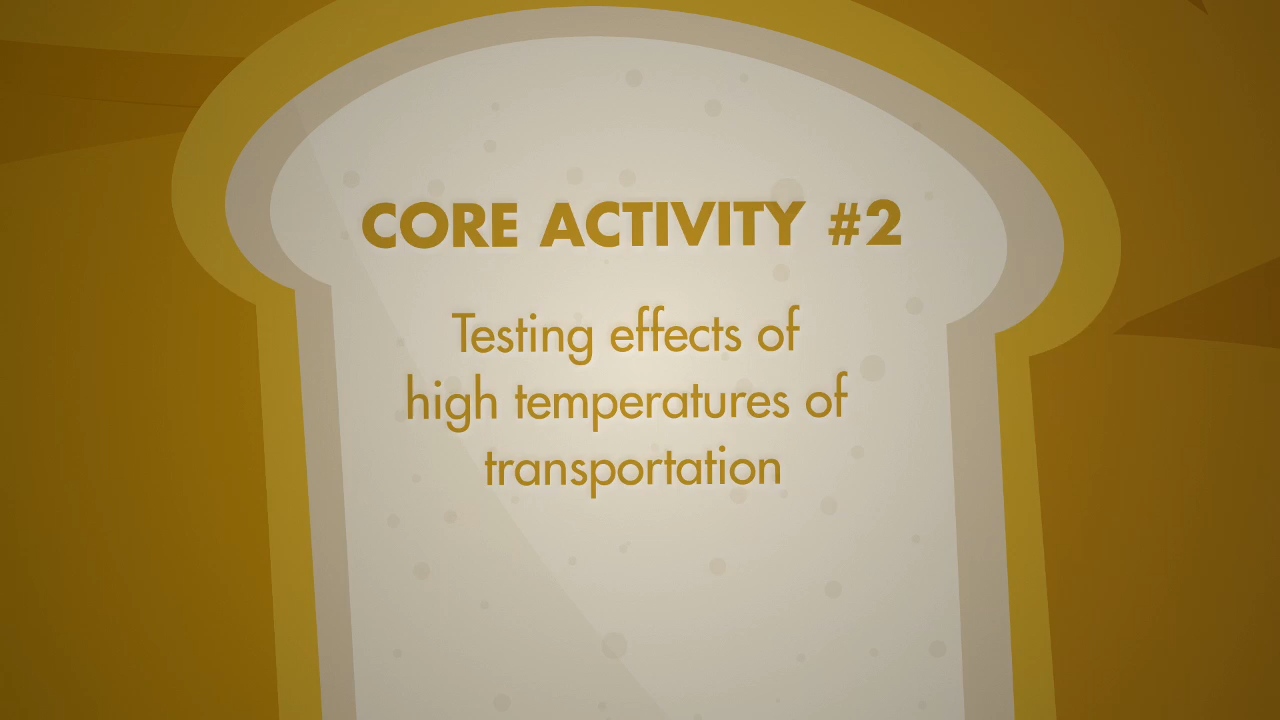 CORE ACTIVITY #2
Testing effects of
high temperatures of
transportation